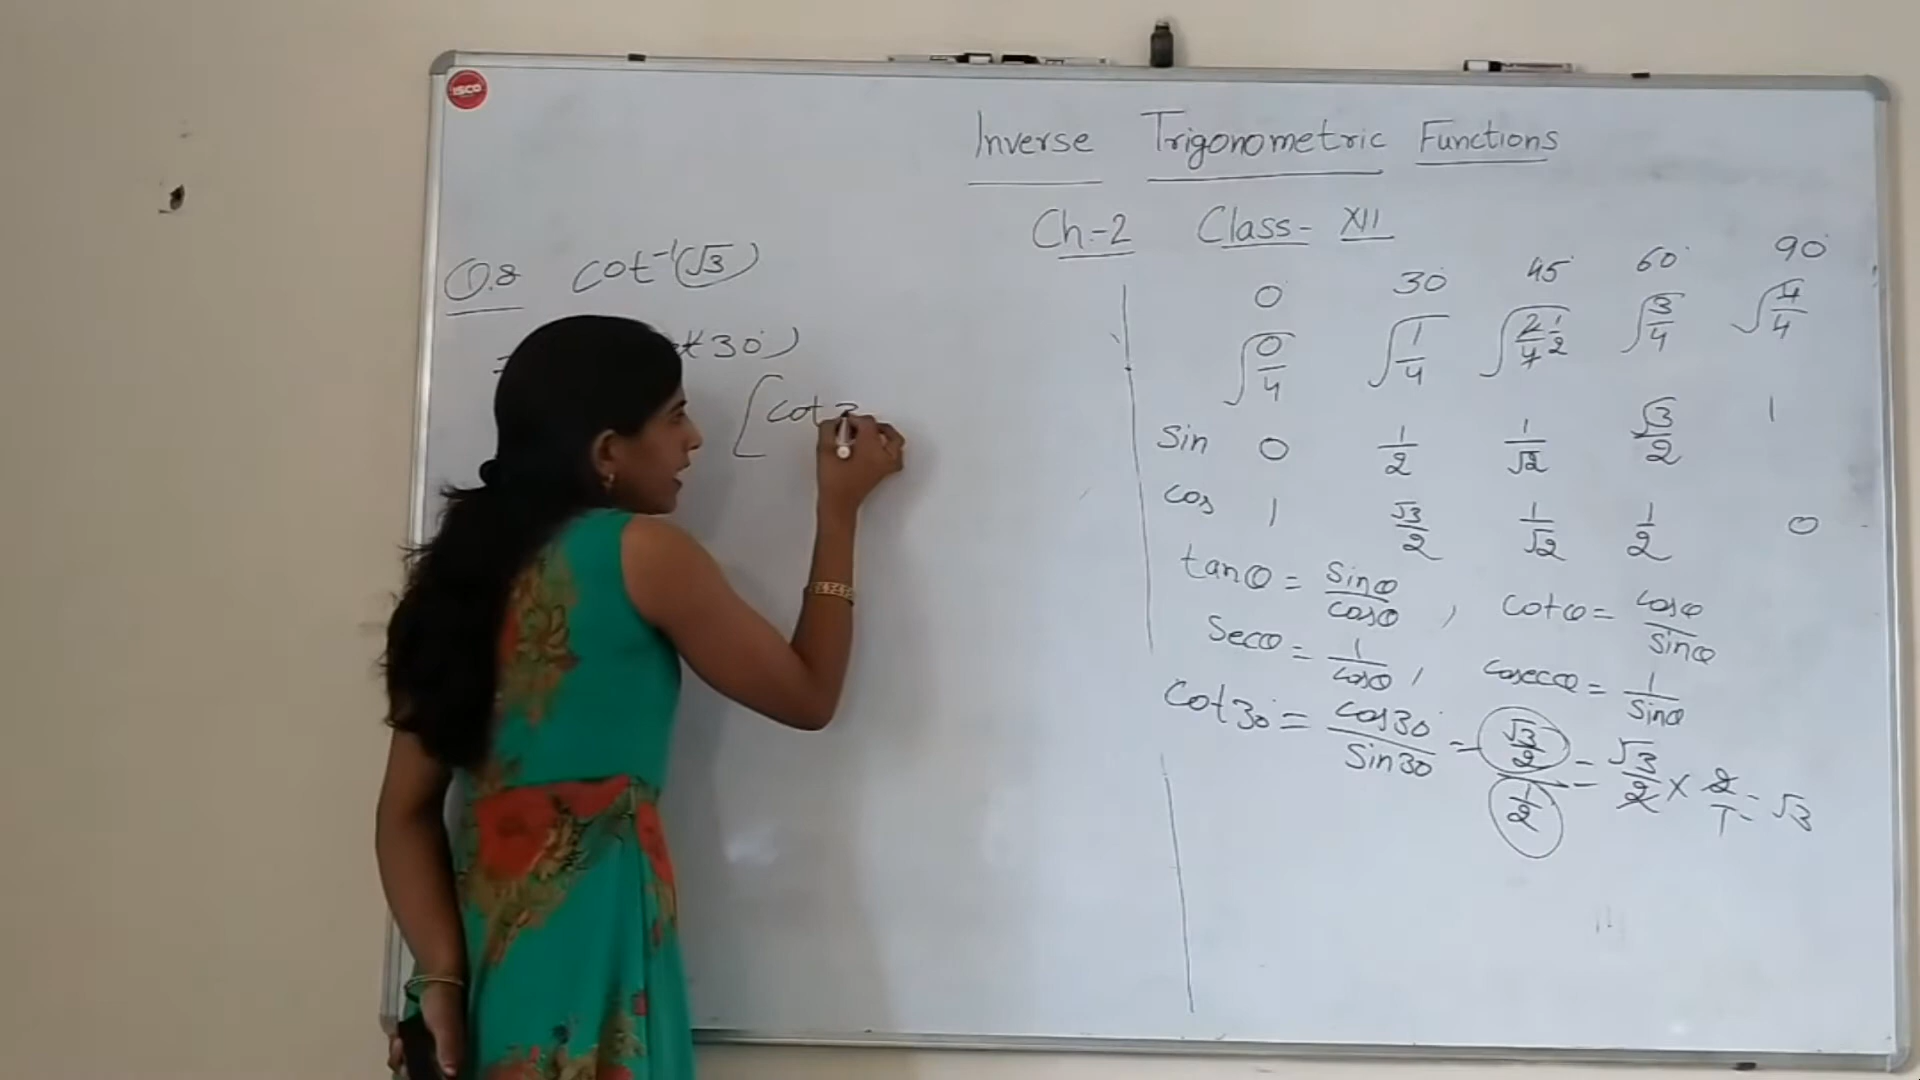 ISCO
Inverse Trigonometric Functions
Ch-2 Class- XII
Q.8 cot⁻¹(√3)
30°)
[cot 3
0 30° 45° 60° 90°
√0/4 √1/4 √2/4 1/2 √3/4 √4/4
sin 0 1/2 1/√2 √3/2 1
cos 1 √3/2 1/√2 1/2 0
tanθ = sinθ/cosθ , cotθ = cosθ/sinθ
secθ = 1/cosθ , cosecθ = 1/sinθ
cot30° = cos30°/sin30 = √3/2 / 1/2 = √3/2 × 2/1 = √3